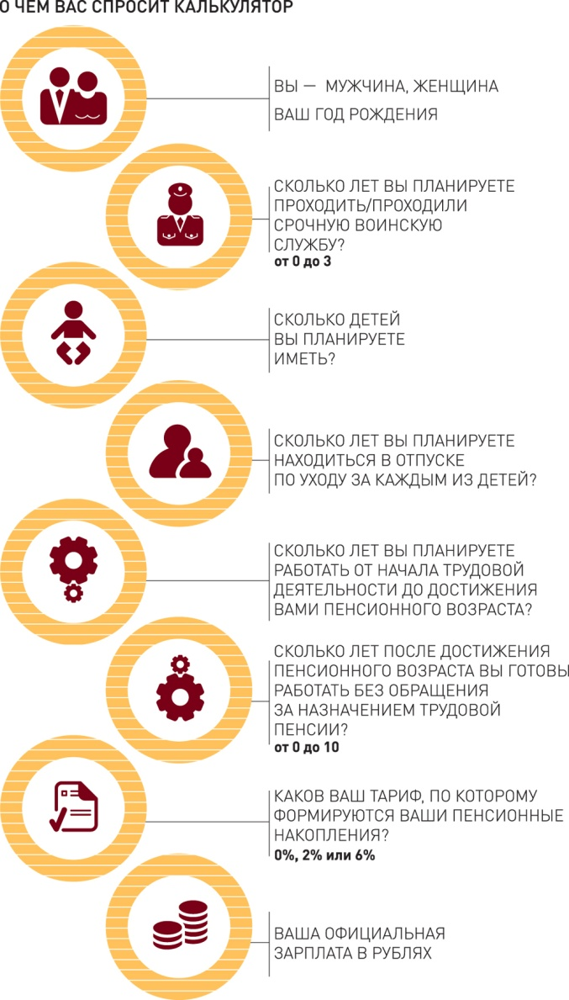 О ЧЕМ ВАС СПРОСИТ КАЛЬКУЛЯТОР
ВЫ — МУЖЧИНА, ЖЕНЩИНА
ВАШ ГОД РОЖДЕНИЯ
СКОЛЬКО ЛЕТ ВЫ ПЛАНИРУЕТЕ
ПРОХОДИТЬ/ПРОХОДИЛИ
СРОЧНУЮ ВОИНСКУЮ
СЛУЖБУ?
от 0 до 3
СКОЛЬКО ДЕТЕЙ
ВЫ ПЛАНИРУЕТЕ
ИМЕТЬ?
СКОЛЬКО ЛЕТ ВЫ ПЛАНИРУЕТЕ
НАХОДИТЬСЯ В ОТПУСКЕ
ПО УХОДУ ЗА КАЖДЫМ ИЗ ДЕТЕЙ?
СКОЛЬКО ЛЕТ ВЫ ПЛАНИРУЕТЕ
РАБОТАТЬ ОТ НАЧАЛА ТРУДОВОЙ
ДЕЯТЕЛЬНОСТИ ДО ДОСТИЖЕНИЯ
ВАМИ ПЕНСИОННОГО ВОЗРАСТА?
СКОЛЬКО ЛЕТ ПОСЛЕ ДОСТИЖЕНИЯ
ПЕНСИОННОГО ВОЗРАСТА ВЫ ГОТОВЫ
РАБОТАТЬ БЕЗ ОБРАЩЕНИЯ
ЗА НАЗНАЧЕНИЕМ ТРУДОВОЙ
ПЕНСИИ?
от 0 до 10
КАКОВ ВАШ ТАРИФ, ПО КОТОРОМУ
ФОРМИРУЮТСЯ ВАШИ ПЕНСИОННЫЕ
НАКОПЛЕНИЯ?
0%, 2% или 6%
ВАША ОФИЦИАЛЬНАЯ
ЗАРПЛАТА В РУБЛЯХ